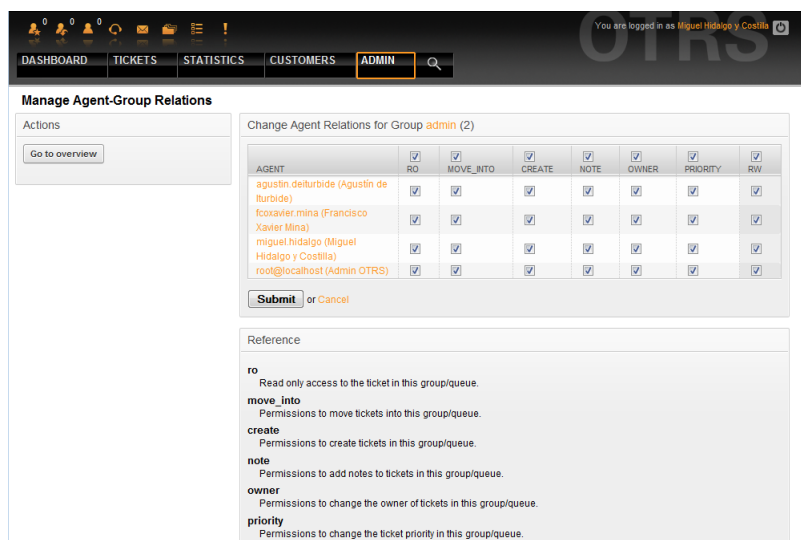 0 0 0
You are logged in as Miguel Hidalgo y Costilla
OTRS
DASHBOARD TICKETS STATISTICS CUSTOMERS ADMIN
Manage Agent-Group Relations
Actions
Go to overview
Change Agent Relations for Group admin (2)
AGENT RO MOVE_INTO CREATE NOTE OWNER PRIORITY RW
agustin.deiturbide (Agustín de
Iturbide)
fcoxavier.mina (Francisco
Xavier Mina)
miguel.hidalgo (Miguel
Hidalgo y Costilla)
root@localhost (Admin OTRS)
Submit or Cancel
Reference
ro
Read only access to the ticket in this group/queue.
move_into
Permissions to move tickets into this group/queue.
create
Permissions to create tickets in this group/queue.
note
Permissions to add notes to tickets in this group/queue.
owner
Permissions to change the owner of tickets in this group/queue.
priority
Permissions to change the ticket priority in this group/queue.